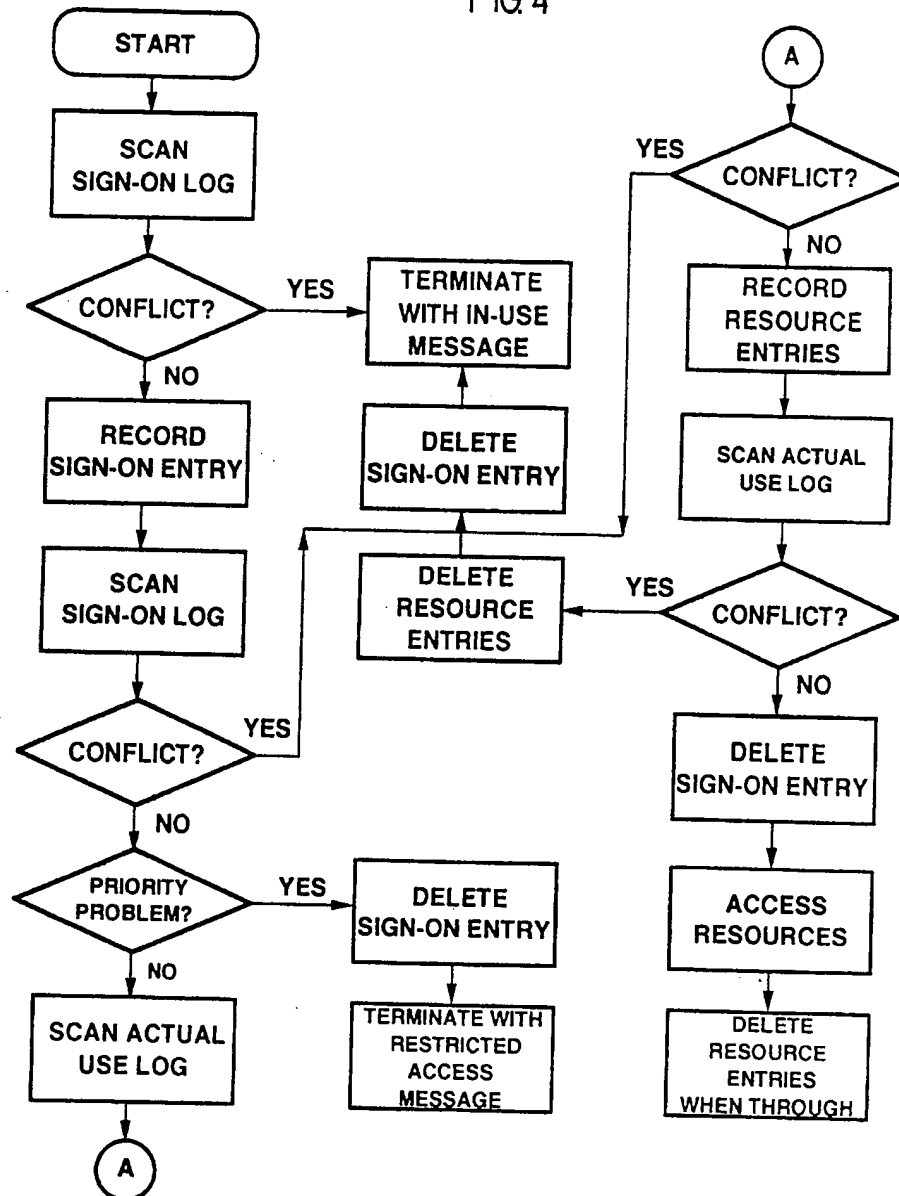 FIG. 4
START
SCAN
SIGN-ON LOG
CONFLICT?
YES
NO
TERMINATE
WITH IN-USE
MESSAGE
RECORD
SIGN-ON ENTRY
DELETE
SIGN-ON ENTRY
SCAN
SIGN-ON LOG
DELETE
RESOURCE
ENTRIES
CONFLICT?
YES
NO
PRIORITY
PROBLEM?
YES
NO
DELETE
SIGN-ON ENTRY
TERMINATE WITH
RESTRICTED
ACCESS
MESSAGE
SCAN ACTUAL
USE LOG
A
A
CONFLICT?
YES
NO
RECORD
RESOURCE
ENTRIES
SCAN ACTUAL
USE LOG
CONFLICT?
YES
NO
DELETE
SIGN-ON ENTRY
ACCESS
RESOURCES
DELETE
RESOURCE
ENTRIES
WHEN THROUGH